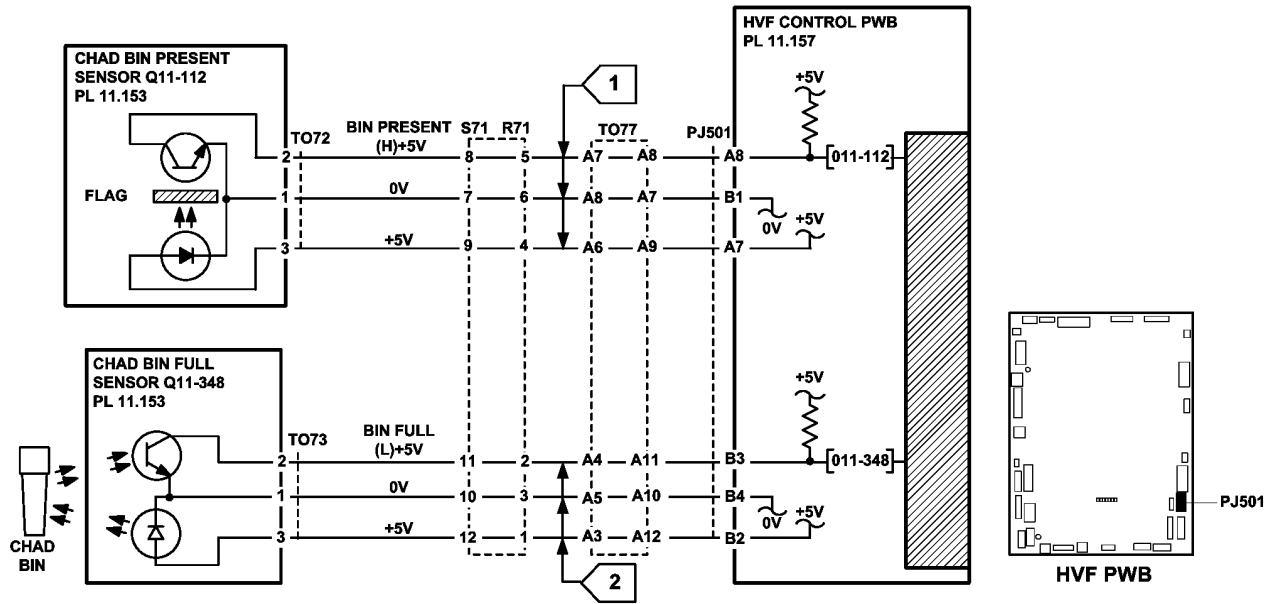 HVF CONTROL PWB
PL 11.157
CHAD BIN PRESENT
SENSOR Q11-112
PL 11.153
FLAG
TO72
BIN PRESENT
(H)+5V
S71 R71
1
TO77
PJ501
+5V
2 8 5 A7 A8 A8 011-112
0V
1 7 6 A8 A7 B1
0V
+5V
+5V
3 9 4 A6 A9 A7
CHAD BIN FULL
SENSOR Q11-348
PL 11.153
TO73
BIN FULL
(L)+5V
+5V
2 11 2 A4 A11 B3 011-348
0V
1 10 3 A5 A10 B4
0V
+5V
+5V
3 12 1 A3 A12 B2
2
CHAD
BIN
PJ501
HVF PWB